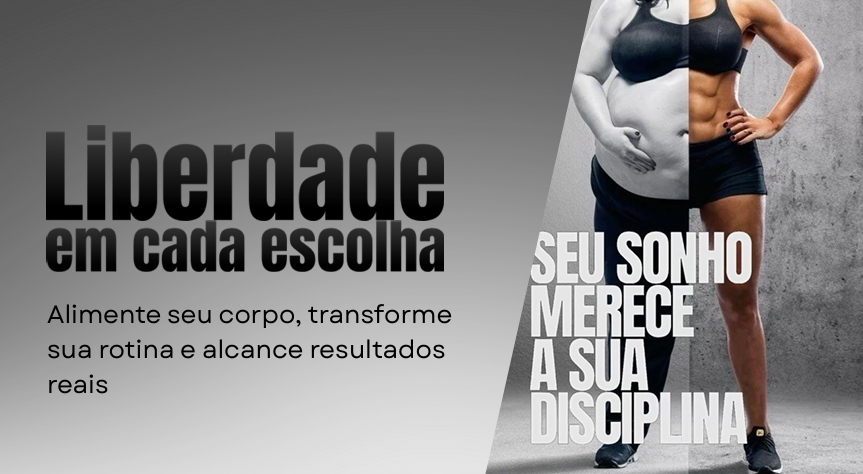 Liberdade
em cada escolha
Alimente seu corpo, transforme
sua rotina e alcance resultados
reais
SEU SONHO
MERECE
A SUA
DISCIPLINA